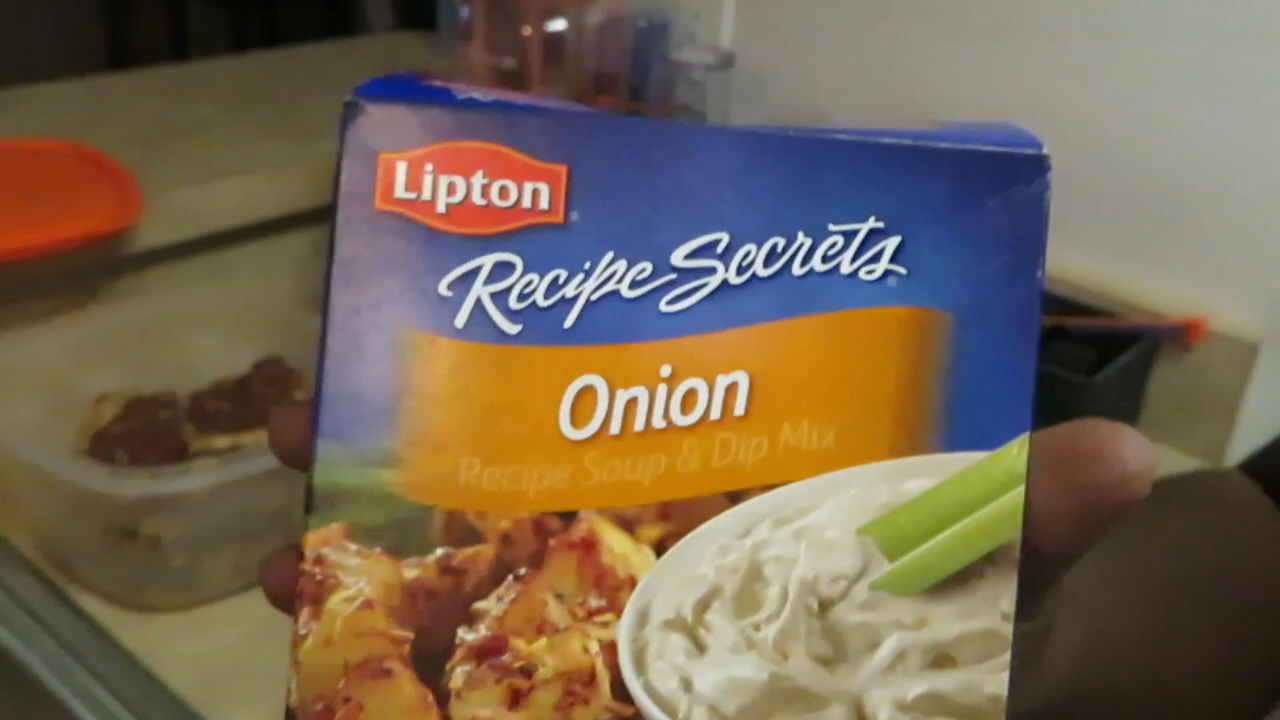 Lipton
Recipe Secrets
Onion
Recipe Soup & Dip Mix